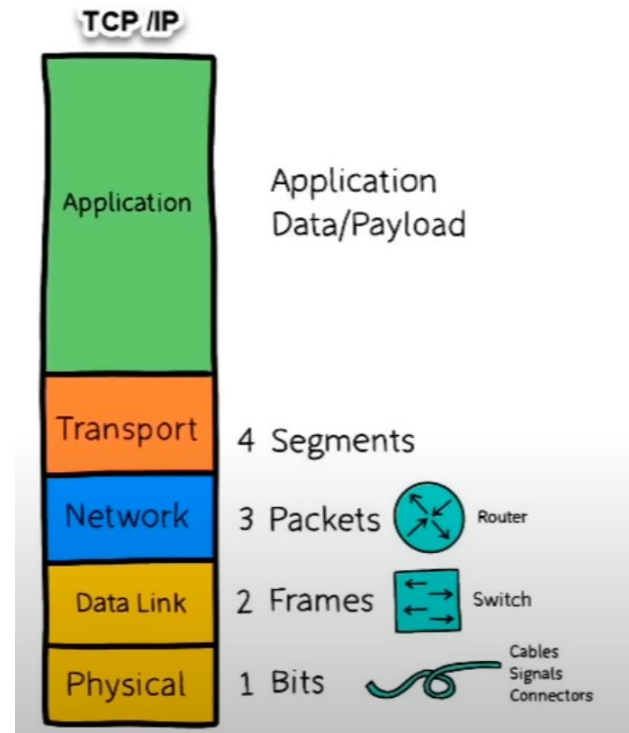 TCP /IP
Application
Application
Data/Payload
Transport
4 Segments
Network
3 Packets
Router
Data Link
2 Frames
Switch
Physical
1 Bits
Cables
Signals
Connectors